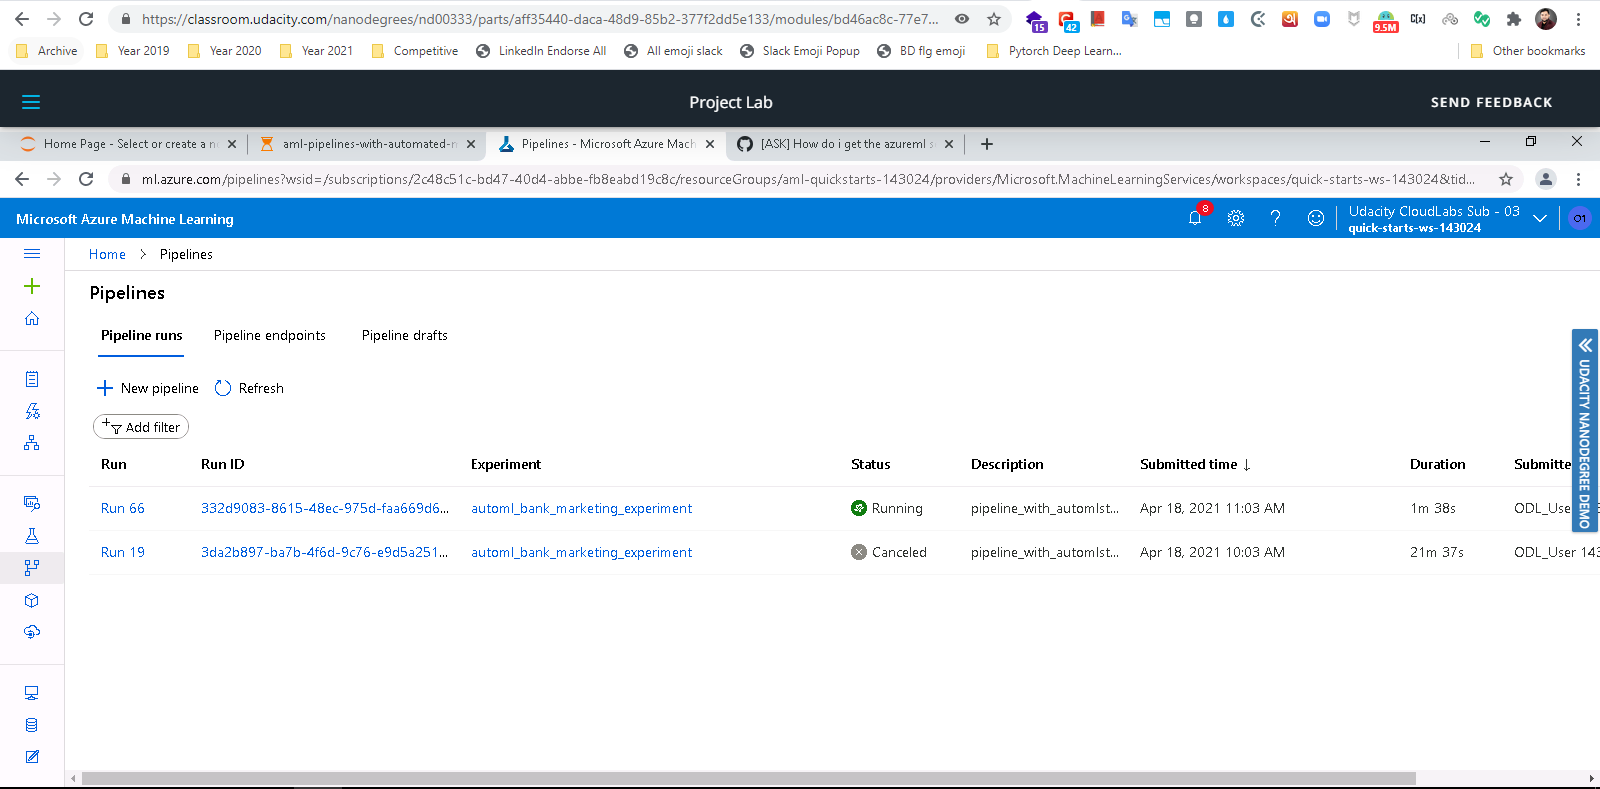 https://classroom.udacity.com/nanodegrees/nd00333/parts/aff35440-daca-48d9-85b2-377f2dd5e133/modules/bd46ac8c-77e7...
15
42
9.5M
Archive
Year 2019
Year 2020
Year 2021
Competitive
LinkedIn Endorse All
All emoji slack
Slack Emoji Popup
BD flg emoji
Pytorch Deep Learn...
Other bookmarks
Project Lab
SEND FEEDBACK
Home Page - Select or create a n
aml-pipelines-with-automated-m
Pipelines - Microsoft Azure Mach
[ASK] How do i get the azureml s
ml.azure.com/pipelines?wsid=/subscriptions/2c48c51c-bd47-40d4-abbe-fb8eabd19c8c/resourceGroups/aml-quickstarts-143024/providers/Microsoft.MachineLearningServices/workspaces/quick-starts-ws-143024&tid...
Microsoft Azure Machine Learning
8
Udacity CloudLabs Sub - 03
quick-starts-ws-143024
O1
Home > Pipelines
Pipelines
Pipeline runs
Pipeline endpoints
Pipeline drafts
New pipeline
Refresh
Add filter
Run Run ID Experiment Status Description Submitted time ↓ Duration Submitte
Run 66 332d9083-8615-48ec-975d-faa669d6... automl_bank_marketing_experiment Running pipeline_with_automlst... Apr 18, 2021 11:03 AM 1m 38s ODL_User
Run 19 3da2b897-ba7b-4f6d-9c76-e9d5a251... automl_bank_marketing_experiment Canceled pipeline_with_automlst... Apr 18, 2021 10:03 AM 21m 37s ODL_User 143
UDACITY NANODEGREE DEMO